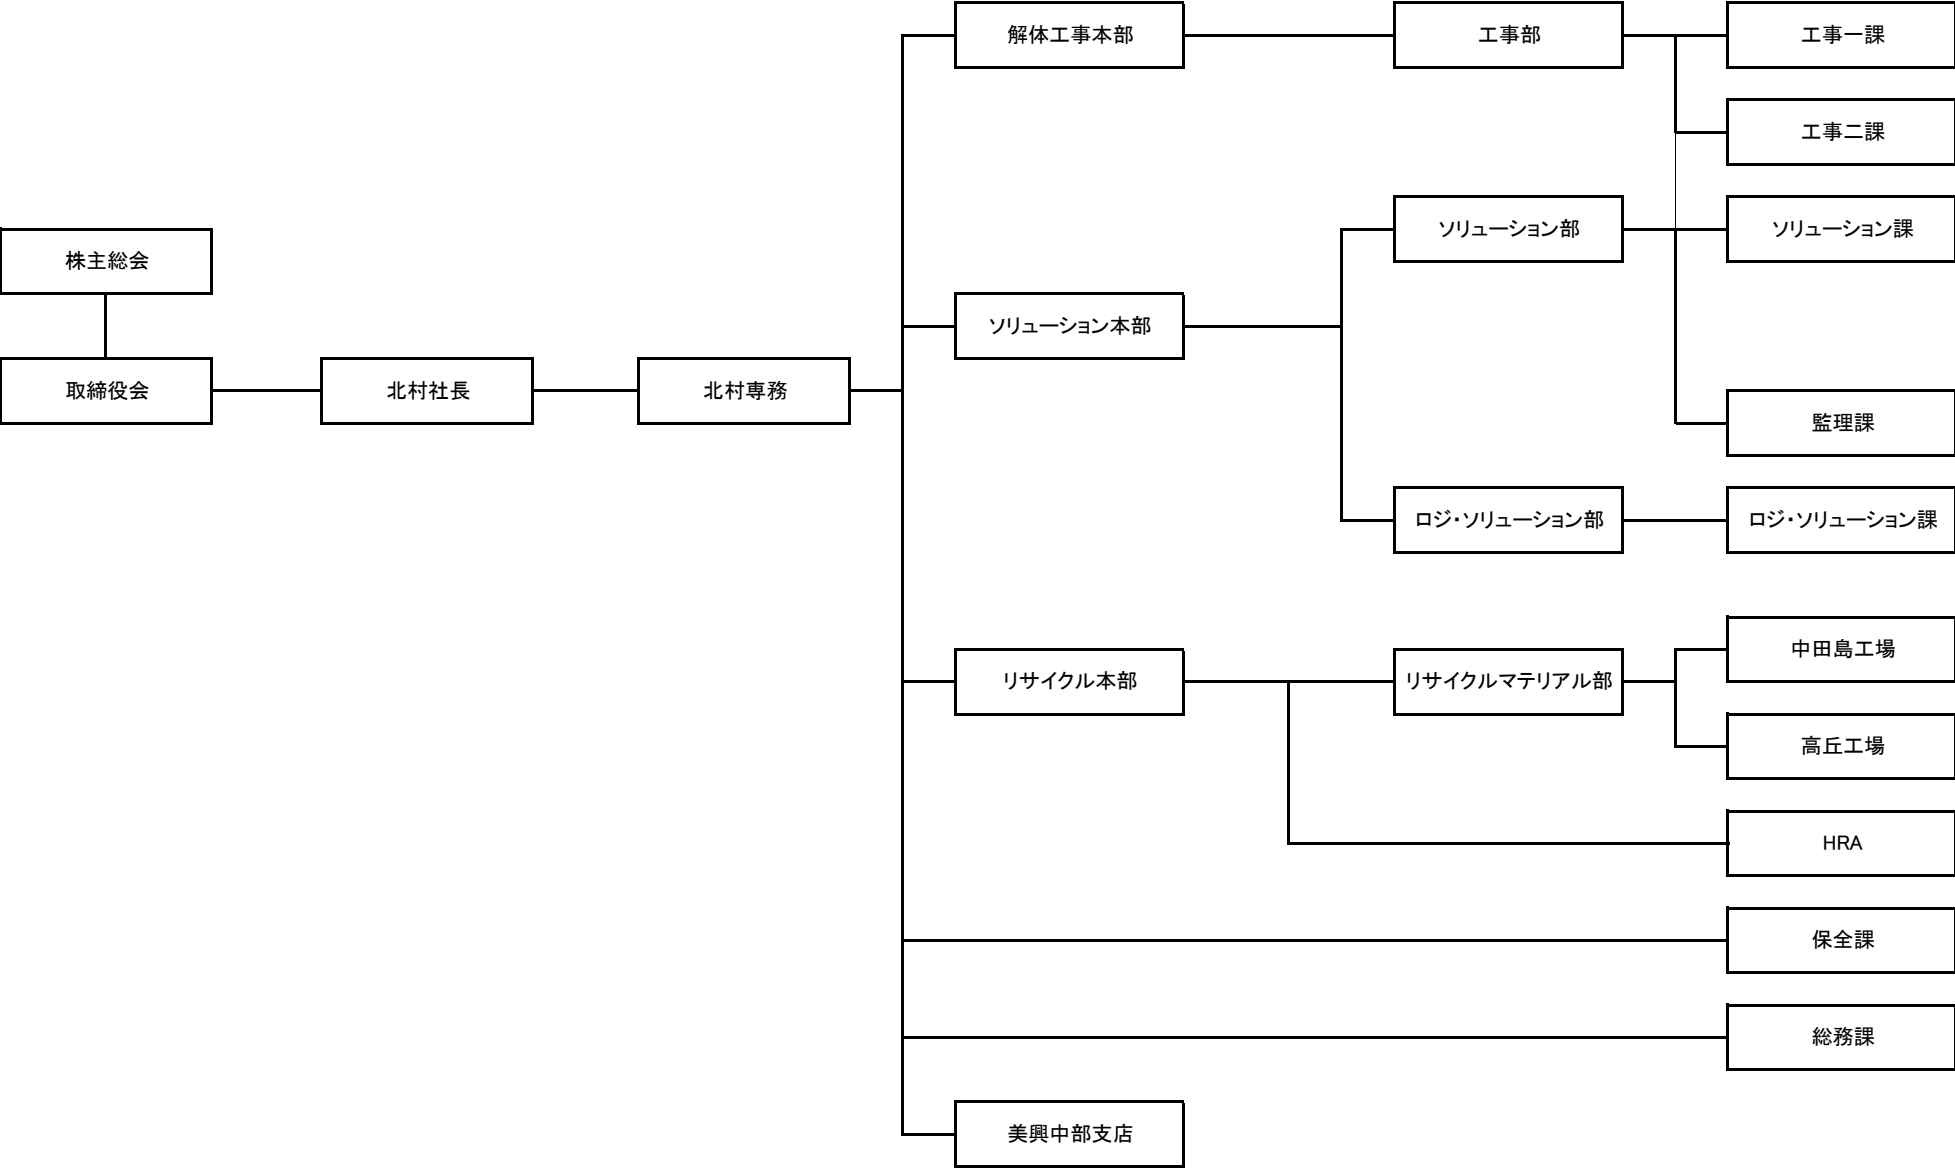 解体工事本部
工事部
工事一課
工事二課
ソリューション部
ソリューション課
株主総会
ソリューション本部
取締役会
北村社長
北村専務
監理課
ロジ・ソリューション部
ロジ・ソリューション課
中田島工場
リサイクル本部
リサイクルマテリアル部
高丘工場
HRA
保全課
総務課
美興中部支店